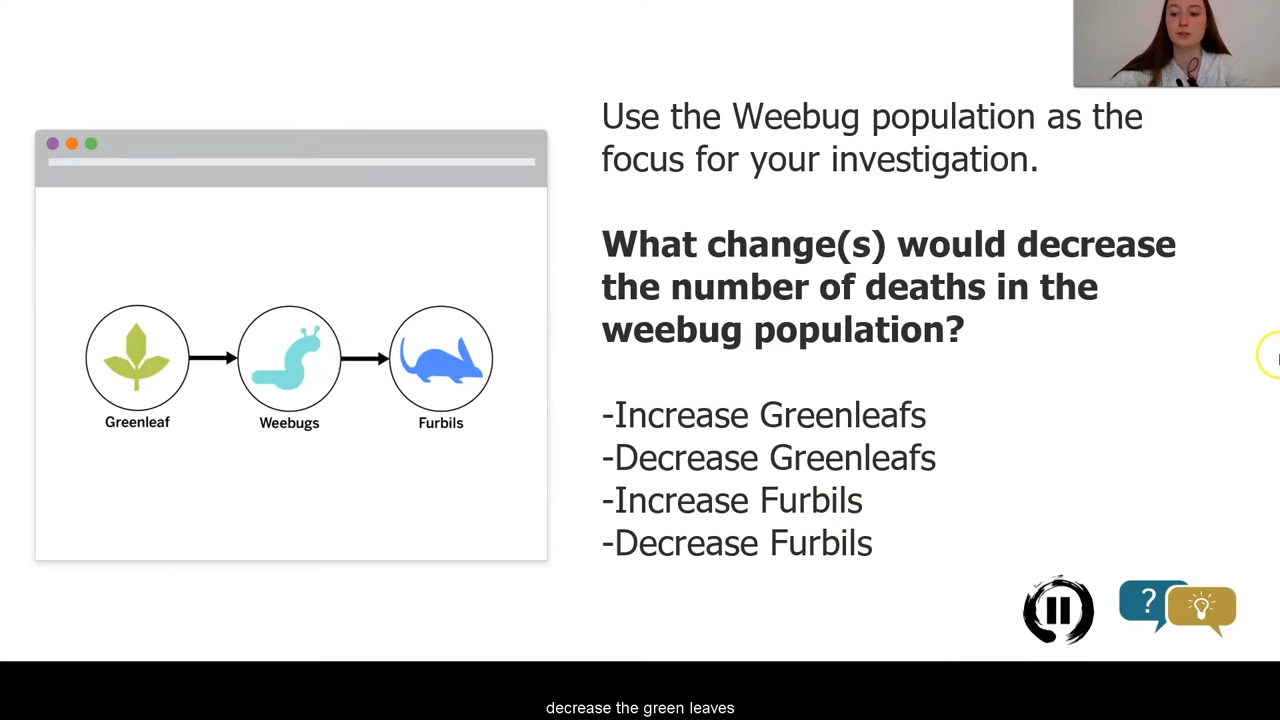 Use the Weebug population as the
focus for your investigation.
What change(s) would decrease
the number of deaths in the
weebug population?
-Increase Greenleafs
-Decrease Greenleafs
-Increase Furbils
-Decrease Furbils
Greenleaf
Weebugs
Furbils
?
decrease the green leaves